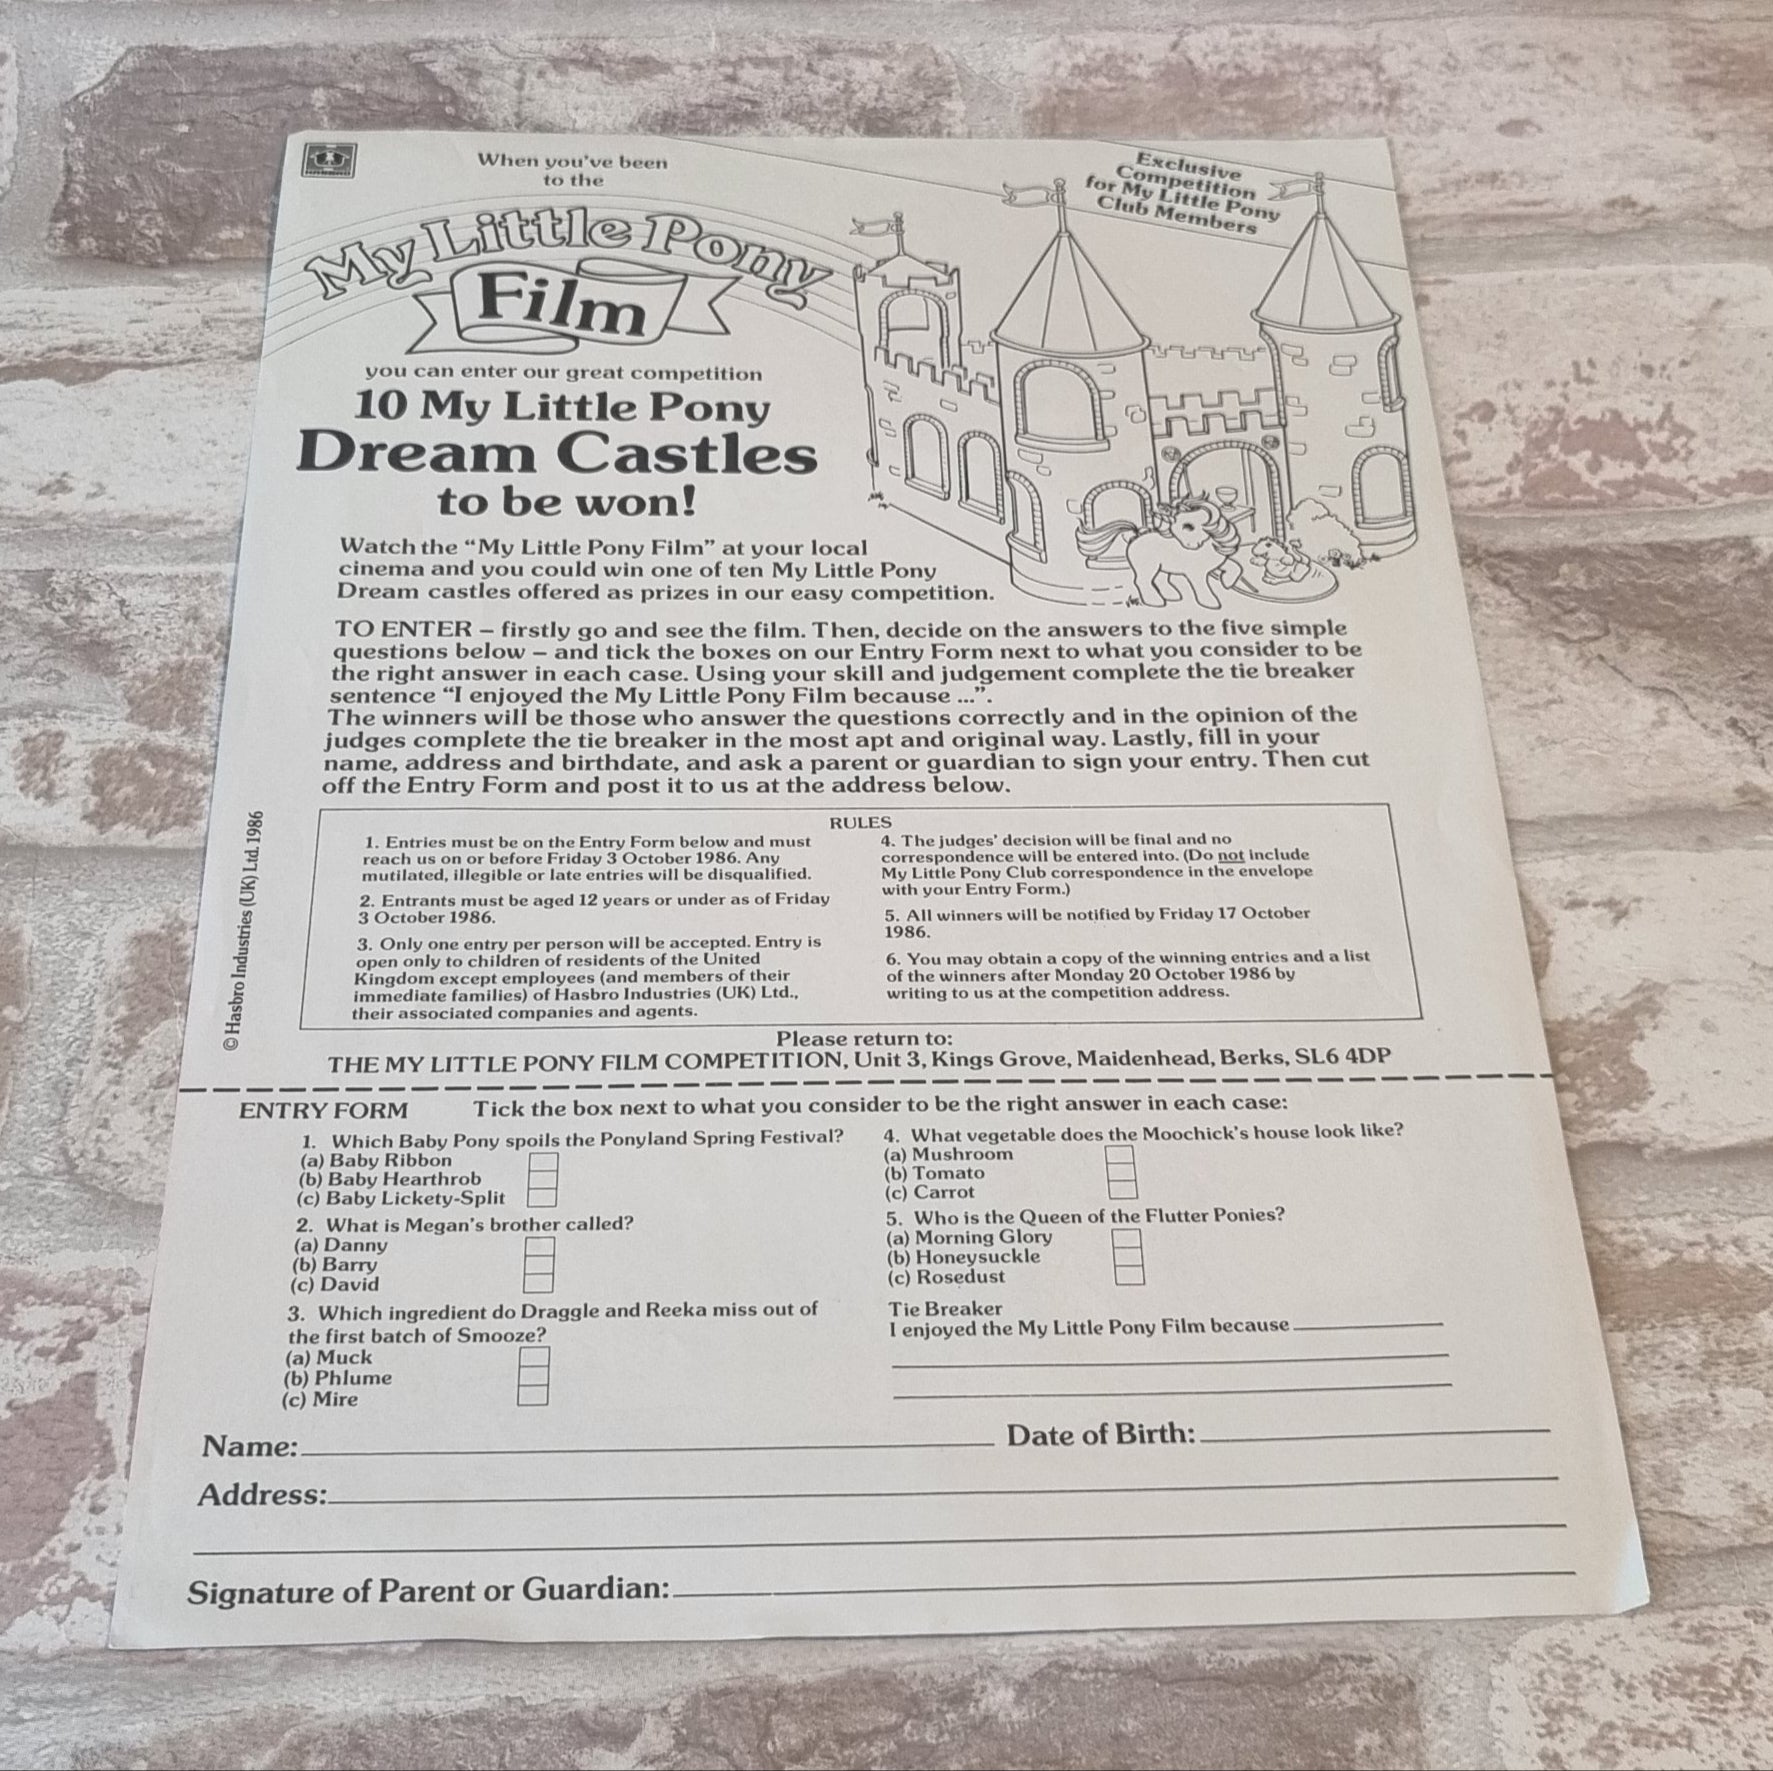 When you've been
to the
My Little Pony
Film
Exclusive
Competition
for My Little Pony
Club Members
you can enter our great competition
10 My Little Pony
Dream Castles
to be won!
Watch the “My Little Pony Film” at your local
cinema and you could win one of ten My Little Pony
Dream castles offered as prizes in our easy competition.
TO ENTER – firstly go and see the film. Then, decide on the answers to the five simple
questions below – and tick the boxes on our Entry Form next to what you consider to be
the right answer in each case. Using your skill and judgement complete the tie breaker
sentence “I enjoyed the My Little Pony Film because ...”.
The winners will be those who answer the questions correctly and in the opinion of the
judges complete the tie breaker in the most apt and original way. Lastly, fill in your
name, address and birthdate, and ask a parent or guardian to sign your entry. Then cut
off the Entry Form and post it to us at the address below.
© Hasbro Industries (UK) Ltd. 1986
RULES
1. Entries must be on the Entry Form below and must
reach us on or before Friday 3 October 1986. Any
mutilated, illegible or late entries will be disqualified.
2. Entrants must be aged 12 years or under as of Friday
3 October 1986.
3. Only one entry per person will be accepted. Entry is
open only to children of residents of the United
Kingdom except employees (and members of their
immediate families) of Hasbro Industries (UK) Ltd.,
their associated companies and agents.
4. The judges' decision will be final and no
correspondence will be entered into. (Do not include
My Little Pony Club correspondence in the envelope
with your Entry Form.)
5. All winners will be notified by Friday 17 October
1986.
6. You may obtain a copy of the winning entries and a list
of the winners after Monday 20 October 1986 by
writing to us at the competition address.
Please return to:
THE MY LITTLE PONY FILM COMPETITION, Unit 3, Kings Grove, Maidenhead, Berks, SL6 4DP
ENTRY FORM Tick the box next to what you consider to be the right answer in each case:
1. Which Baby Pony spoils the Ponyland Spring Festival?
(a) Baby Ribbon
(b) Baby Hearthrob
(c) Baby Lickety-Split
2. What is Megan's brother called?
(a) Danny
(b) Barry
(c) David
3. Which ingredient do Draggle and Reeka miss out of
the first batch of Smooze?
(a) Muck
(b) Phlume
(c) Mire
4. What vegetable does the Moochick's house look like?
(a) Mushroom
(b) Tomato
(c) Carrot
5. Who is the Queen of the Flutter Ponies?
(a) Morning Glory
(b) Honeysuckle
(c) Rosedust
Tie Breaker
I enjoyed the My Little Pony Film because
Name: Date of Birth:
Address:
Signature of Parent or Guardian: